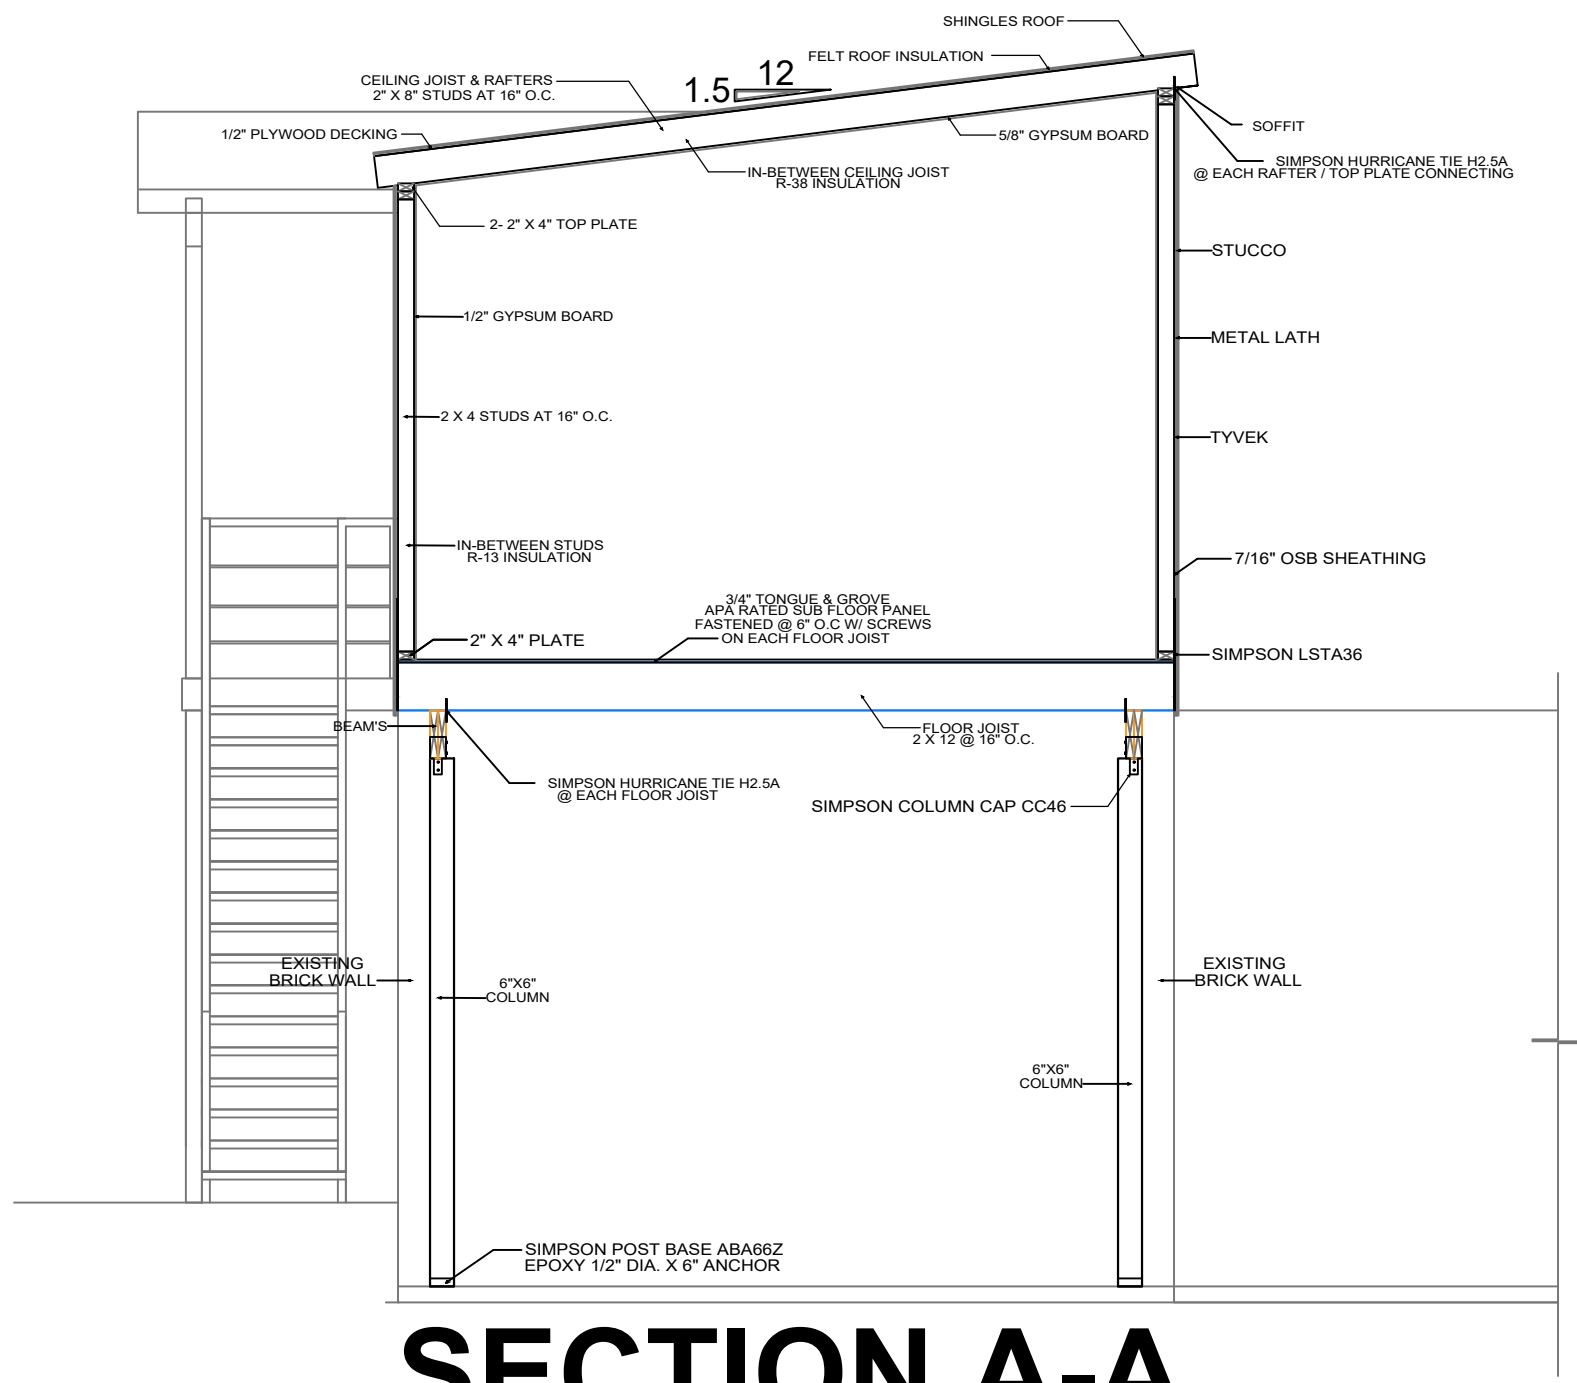 SHINGLES ROOF
FELT ROOF INSULATION
CEILING JOIST & RAFTERS
2" X 8" STUDS AT 16" O.C.
12
1.5
1/2" PLYWOOD DECKING
5/8" GYPSUM BOARD
SOFFIT
IN-BETWEEN CEILING JOIST
R-38 INSULATION
SIMPSON HURRICANE TIE H2.5A
@ EACH RAFTER / TOP PLATE CONNECTING
2- 2" X 4" TOP PLATE
STUCCO
1/2" GYPSUM BOARD
METAL LATH
2 X 4 STUDS AT 16" O.C.
TYVEK
IN-BETWEEN STUDS
R-13 INSULATION
7/16" OSB SHEATHING
3/4" TONGUE & GROVE
APA RATED SUB FLOOR PANEL
FASTENED @ 6" O.C W/ SCREWS
ON EACH FLOOR JOIST
2" X 4" PLATE
SIMPSON LSTA36
BEAM'S
FLOOR JOIST
2 X 12 @ 16" O.C.
SIMPSON HURRICANE TIE H2.5A
@ EACH FLOOR JOIST
SIMPSON COLUMN CAP CC46
EXISTING
BRICK WALL
6"X6"
COLUMN
EXISTING
BRICK WALL
6"X6"
COLUMN
SIMPSON POST BASE ABA66Z
EPOXY 1/2" DIA. X 6" ANCHOR
SECTION A-A